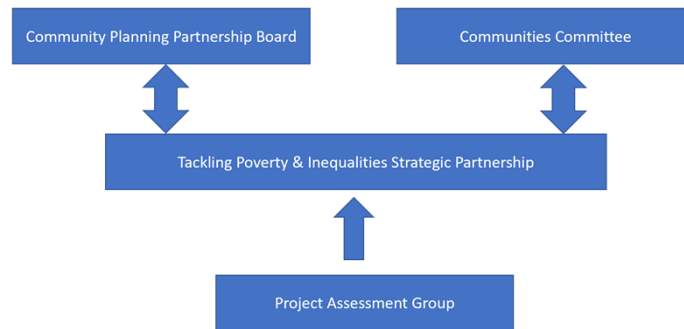 Community Planning Partnership Board
Communities Committee
Tackling Poverty & Inequalities Strategic Partnership
Project Assessment Group